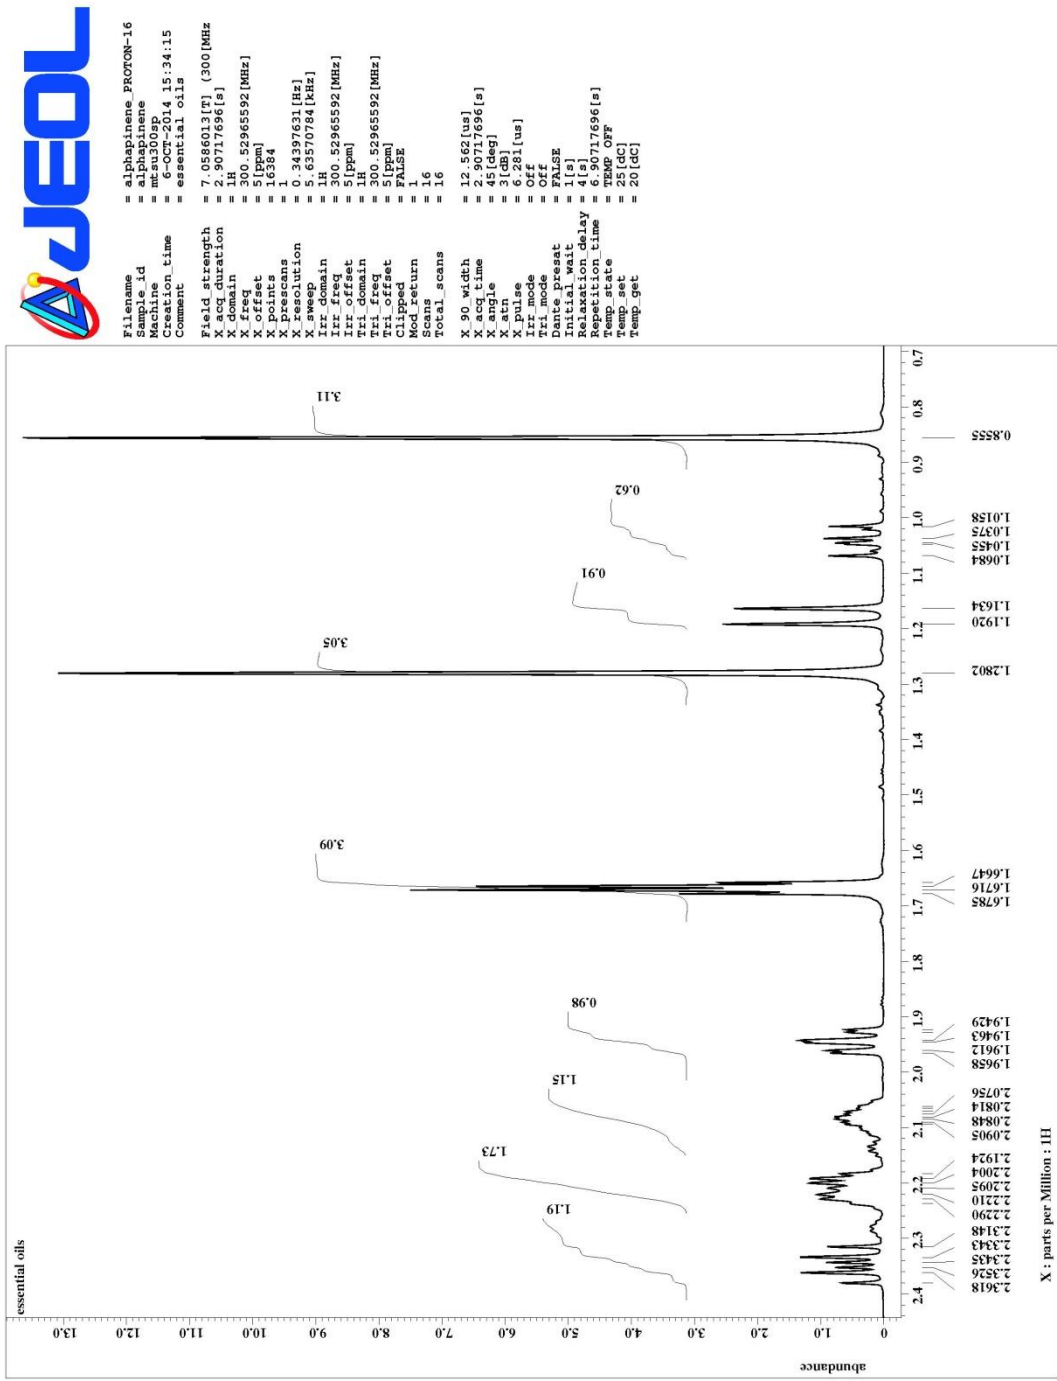 JEOL
Filename = alphapinene_PROTON-16
Sample_id = alphapinene
Machine = mtsu300sp
Creation_time = 6-OCT-2014 15:34:15
Comment = essential oils
Field_strength = 7.0586013[T] (300[MHz
X_acq_duration = 2.90717696[s]
X_domain = 1H
X_freq = 300.52965592[MHz]
X_offset = 5[ppm]
X_points = 16384
X_prescans = 1
X_resolution = 0.34397631[Hz]
X_sweep = 5.63570784[kHz]
Irr_domain = 1H
Irr_freq = 300.52965592[MHz]
Irr_offset = 5[ppm]
Tri_domain = 1H
Tri_freq = 300.52965592[MHz]
Tri_offset = 5[ppm]
Clipped = FALSE
Mod_return = 1
Scans = 16
Total_scans = 16
X_90_width = 12.562[us]
X_acq_time = 2.90717696[s]
X_angle = 45[deg]
X_atn = 3[dB]
X_pulse = 6.281[us]
Irr_mode = Off
Tri_mode = Off
Dante_presat = FALSE
Initial_wait = 1[s]
Relaxation_delay = 4[s]
Repetition_time = 6.90717696[s]
Temp_state = TEMP OFF
Temp_set = 25[dC]
Temp_get = 20[dC]
essential oils
abundance
0 1.0 2.0 3.0 4.0 5.0 6.0 7.0 8.0 9.0 10.0 11.0 12.0 13.0
1.19
1.73
1.15
0.98
3.09
3.05
0.91
0.62
3.11
2.4 2.3 2.2 2.1 2.0 1.9 1.8 1.7 1.6 1.5 1.4 1.3 1.2 1.1 1.0 0.9 0.8 0.7
2.3618
2.3526
2.3435
2.3343
2.3148
2.2290
2.2210
2.2095
2.2004
2.1924
2.0905
2.0848
2.0814
2.0756
1.9658
1.9612
1.9463
1.9429
1.6785
1.6716
1.6647
1.2802
1.1920
1.1634
1.0684
1.0455
1.0375
1.0158
0.8555
X : parts per Million : 1H